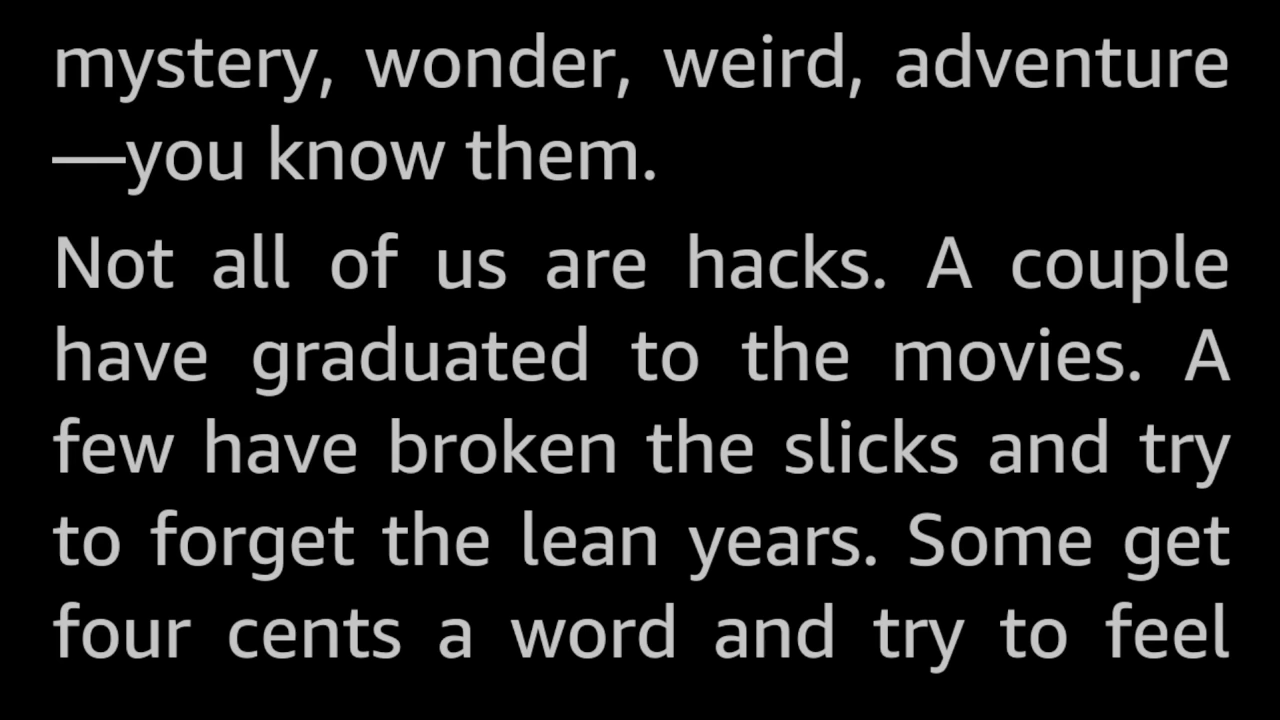 mystery, wonder, weird, adventure
—you know them.
Not all of us are hacks. A couple
have graduated to the movies. A
few have broken the slicks and try
to forget the lean years. Some get
four cents a word and try to feel